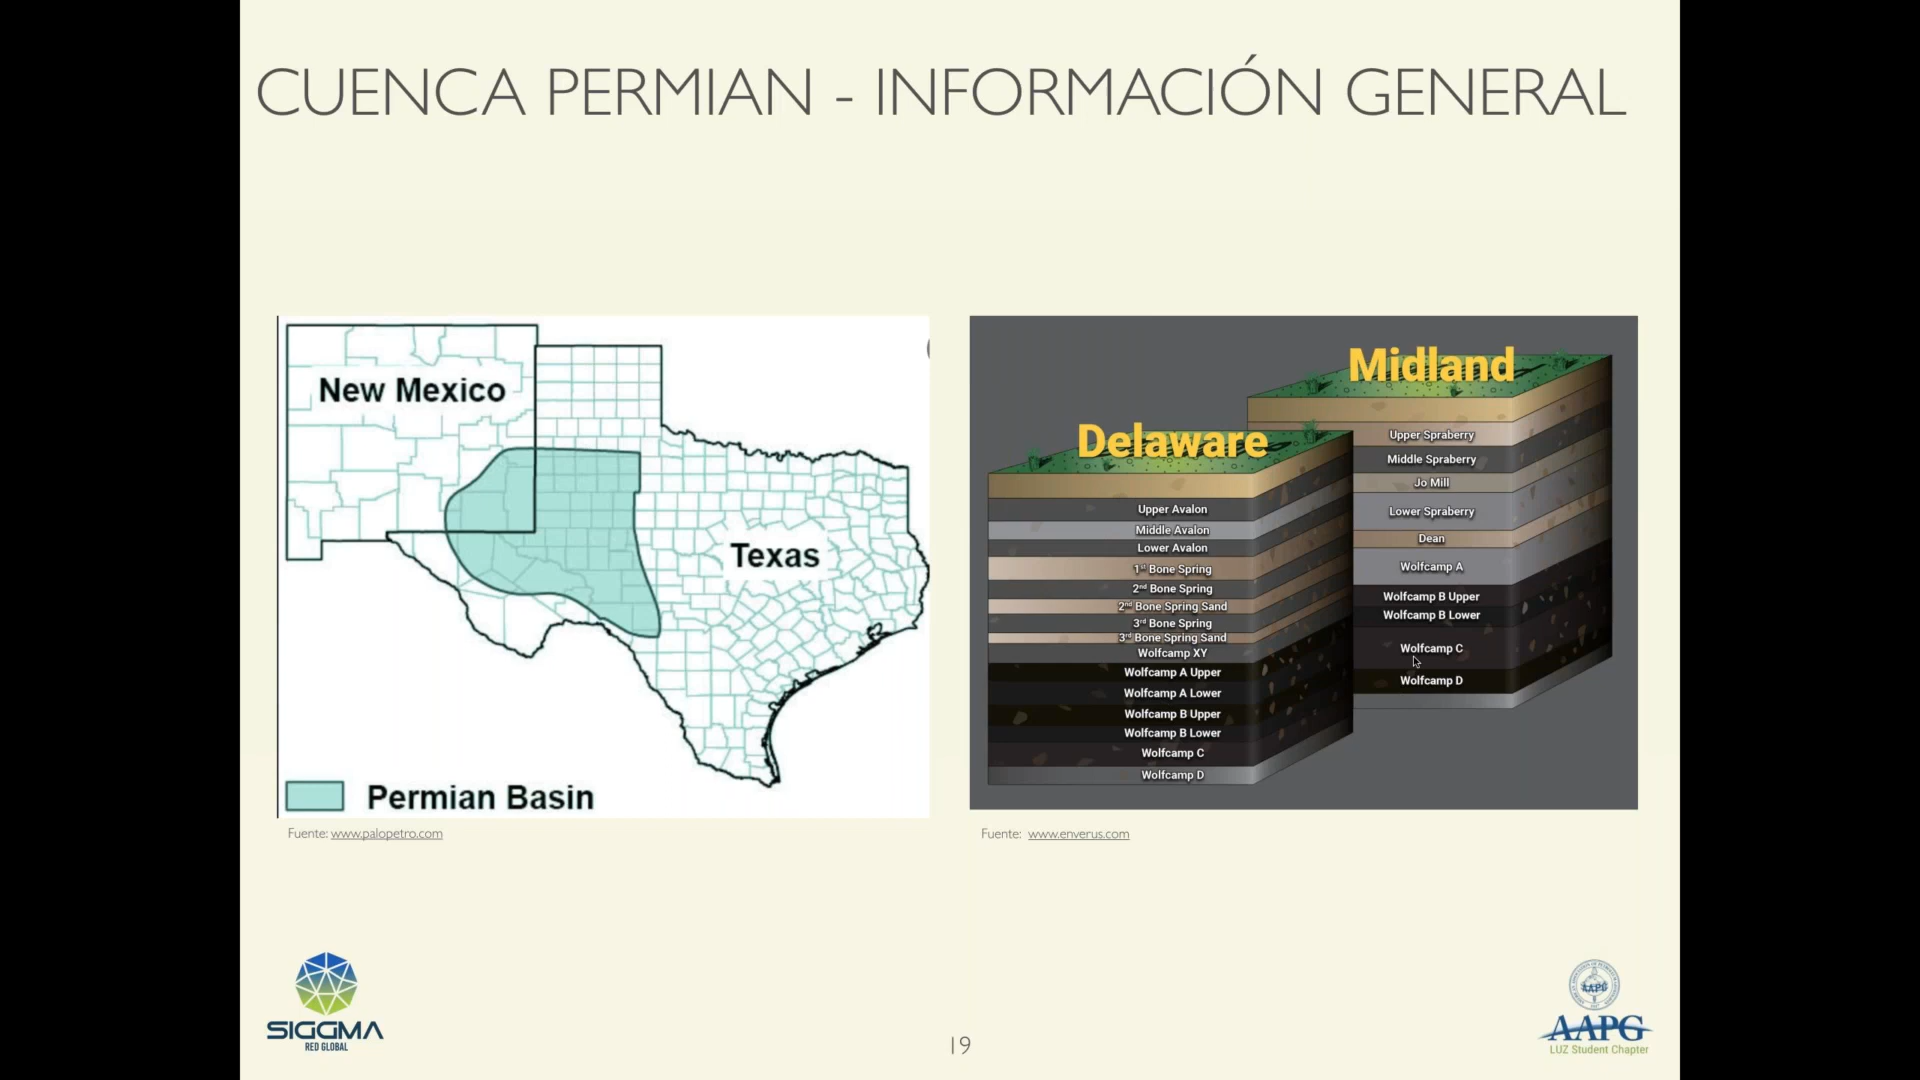 CUENCA PERMIAN - INFORMACIÓN GENERAL
New Mexico
Texas
Permian Basin
Fuente: www.palopetro.com
Midland
Upper Spraberry
Middle Spraberry
Jo Mill
Lower Spraberry
Dean
Wolfcamp A
Wolfcamp B Upper
Wolfcamp B Lower
Wolfcamp C
Wolfcamp D
Delaware
Upper Avalon
Middle Avalon
Lower Avalon
1st Bone Spring
2nd Bone Spring
2nd Bone Spring Sand
3rd Bone Spring
3rd Bone Spring Sand
Wolfcamp XY
Wolfcamp A Upper
Wolfcamp A Lower
Wolfcamp B Upper
Wolfcamp B Lower
Wolfcamp C
Wolfcamp D
Fuente: www.enverus.com
SIGGMA
RED GLOBAL
19
AAPG
AAPG
LUZ Student Chapter